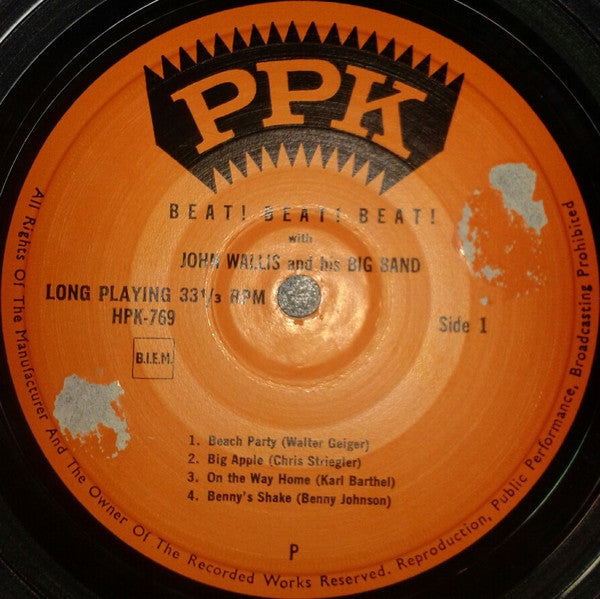 PPK
BEAT! BEAT! BEAT!
with
JOHN WALLIS and his BIG BAND
LONG PLAYING 33 1/3 RPM
HPK-769
Side 1
B.I.E.M.
1. Beach Party (Walter Geiger)
2. Big Apple (Chris Striegler)
3. On the Way Home (Karl Barthel)
4. Benny's Shake (Benny Johnson)
P
All Rights Of The Manufacturer And The Owner Of The Recorded Works Reserved. Reproduction, Public Performance, Broadcasting Prohibited